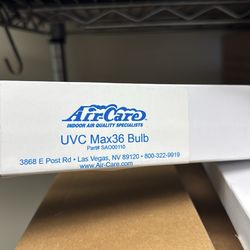 Air-Care
INDOOR AIR QUALITY SPECIALISTS
UVC Max36 Bulb
Part# SAO00110
3868 E Post Rd • Las Vegas, NV 89120 • 800-322-9919
www.Air-Care.com